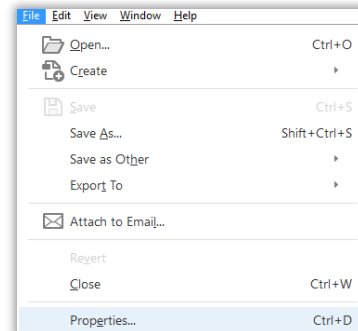 File Edit View Window Help
Open... Ctrl+O
Create
Save Ctrl+S
Save As... Shift+Ctrl+S
Save as Other
Export To
Attach to Email...
Revert
Close Ctrl+W
Properties... Ctrl+D